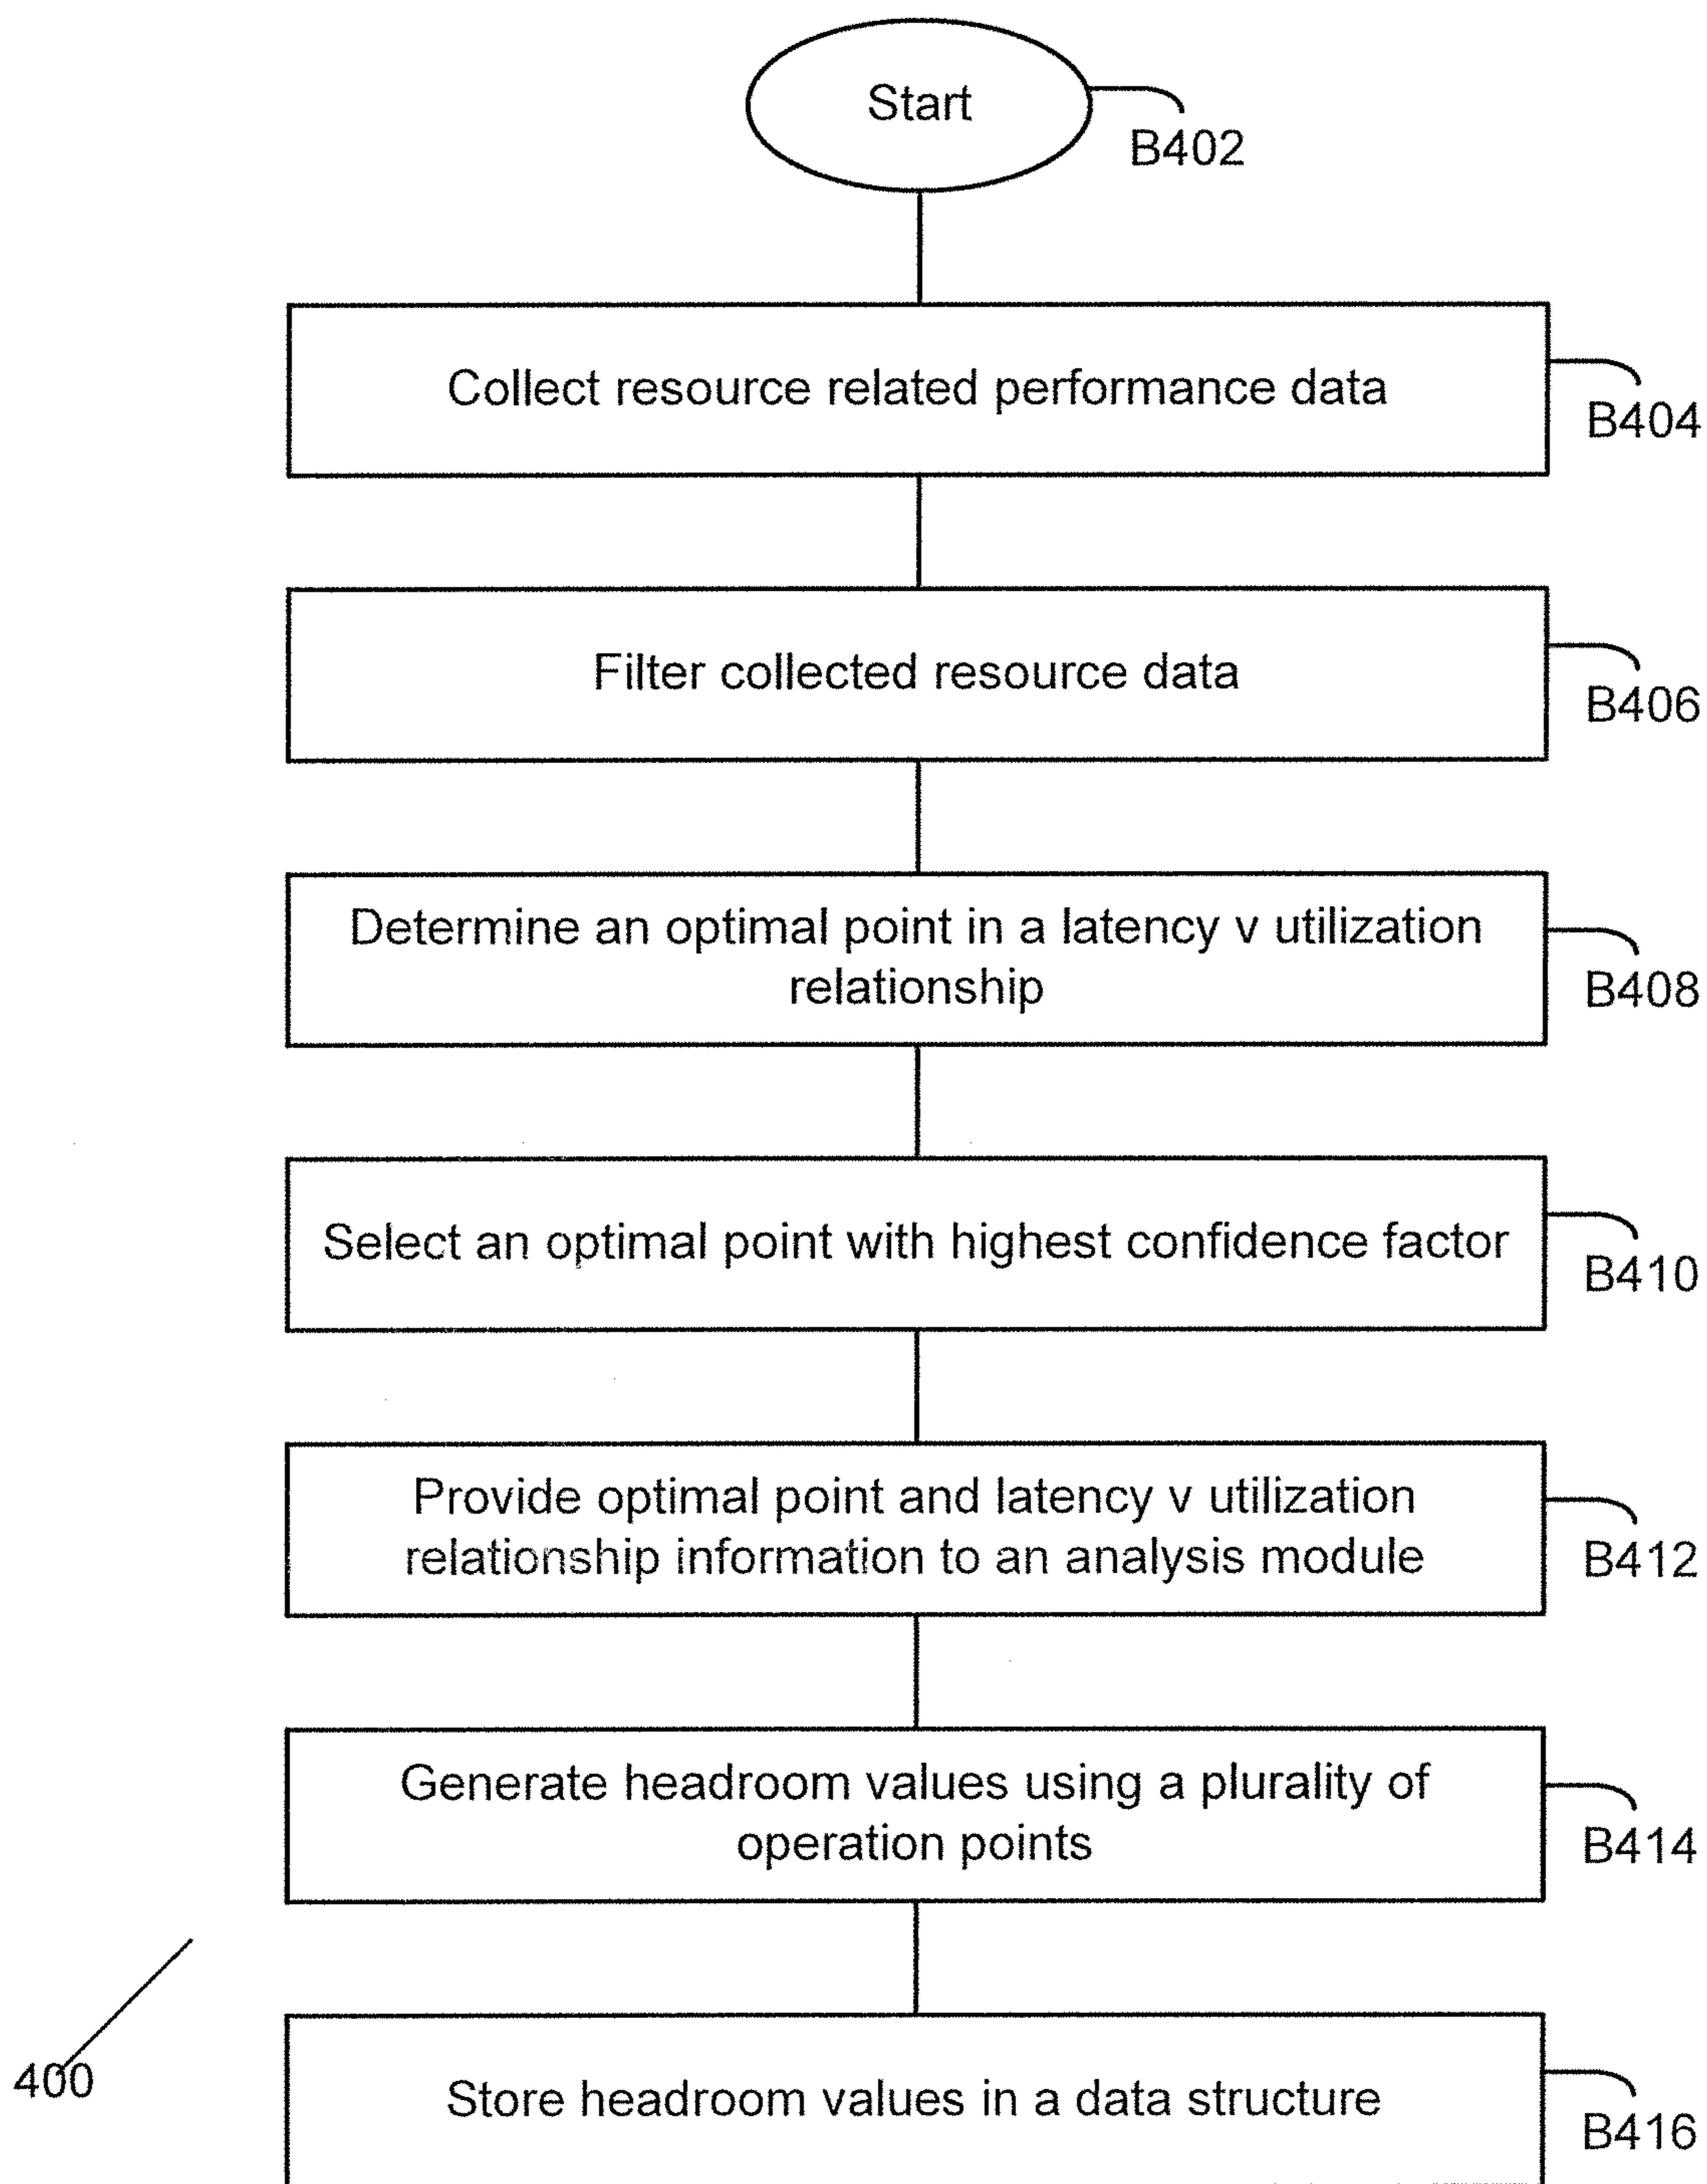 Start
B402
Collect resource related performance data
B404
Filter collected resource data
B406
Determine an optimal point in a latency v utilization
relationship
B408
Select an optimal point with highest confidence factor
B410
Provide optimal point and latency v utilization
relationship information to an analysis module
B412
Generate headroom values using a plurality of
operation points
B414
400
Store headroom values in a data structure
B416